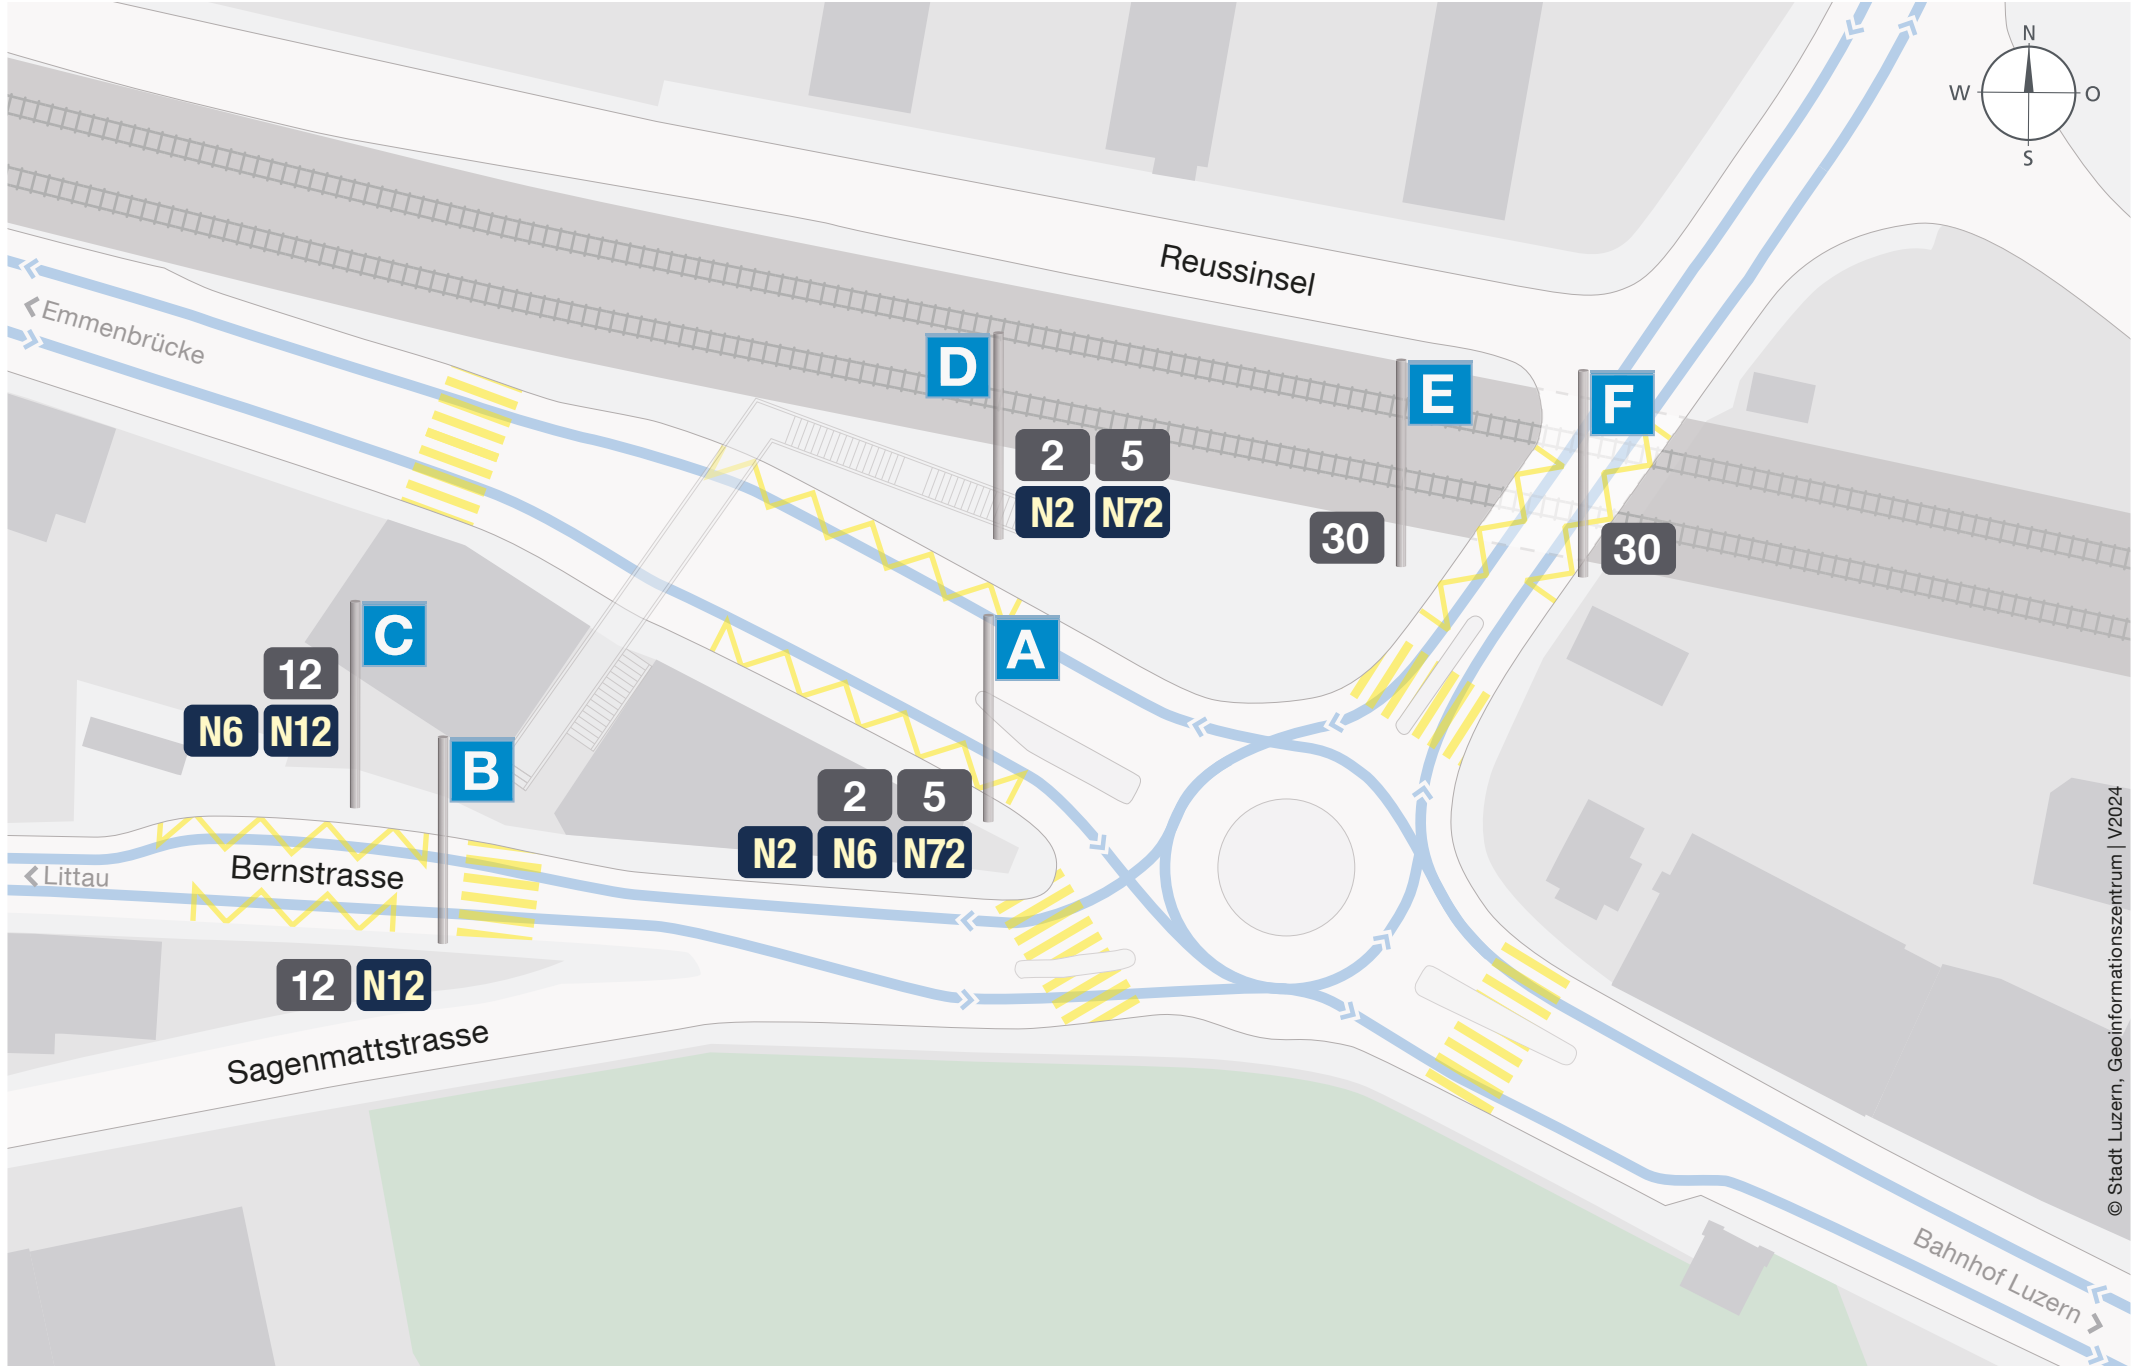 N
W O
S
Reussinsel
< Emmenbrücke
D
E
F
2 5
N2 N72
30
30
C
A
12
N6 N12
B
2 5
N2 N6 N72
Bernstrasse
< Littau
12 N12
Sagenmattstrasse
© Stadt Luzern, Geoinformationszentrum | V2024
Bahnhof Luzern >